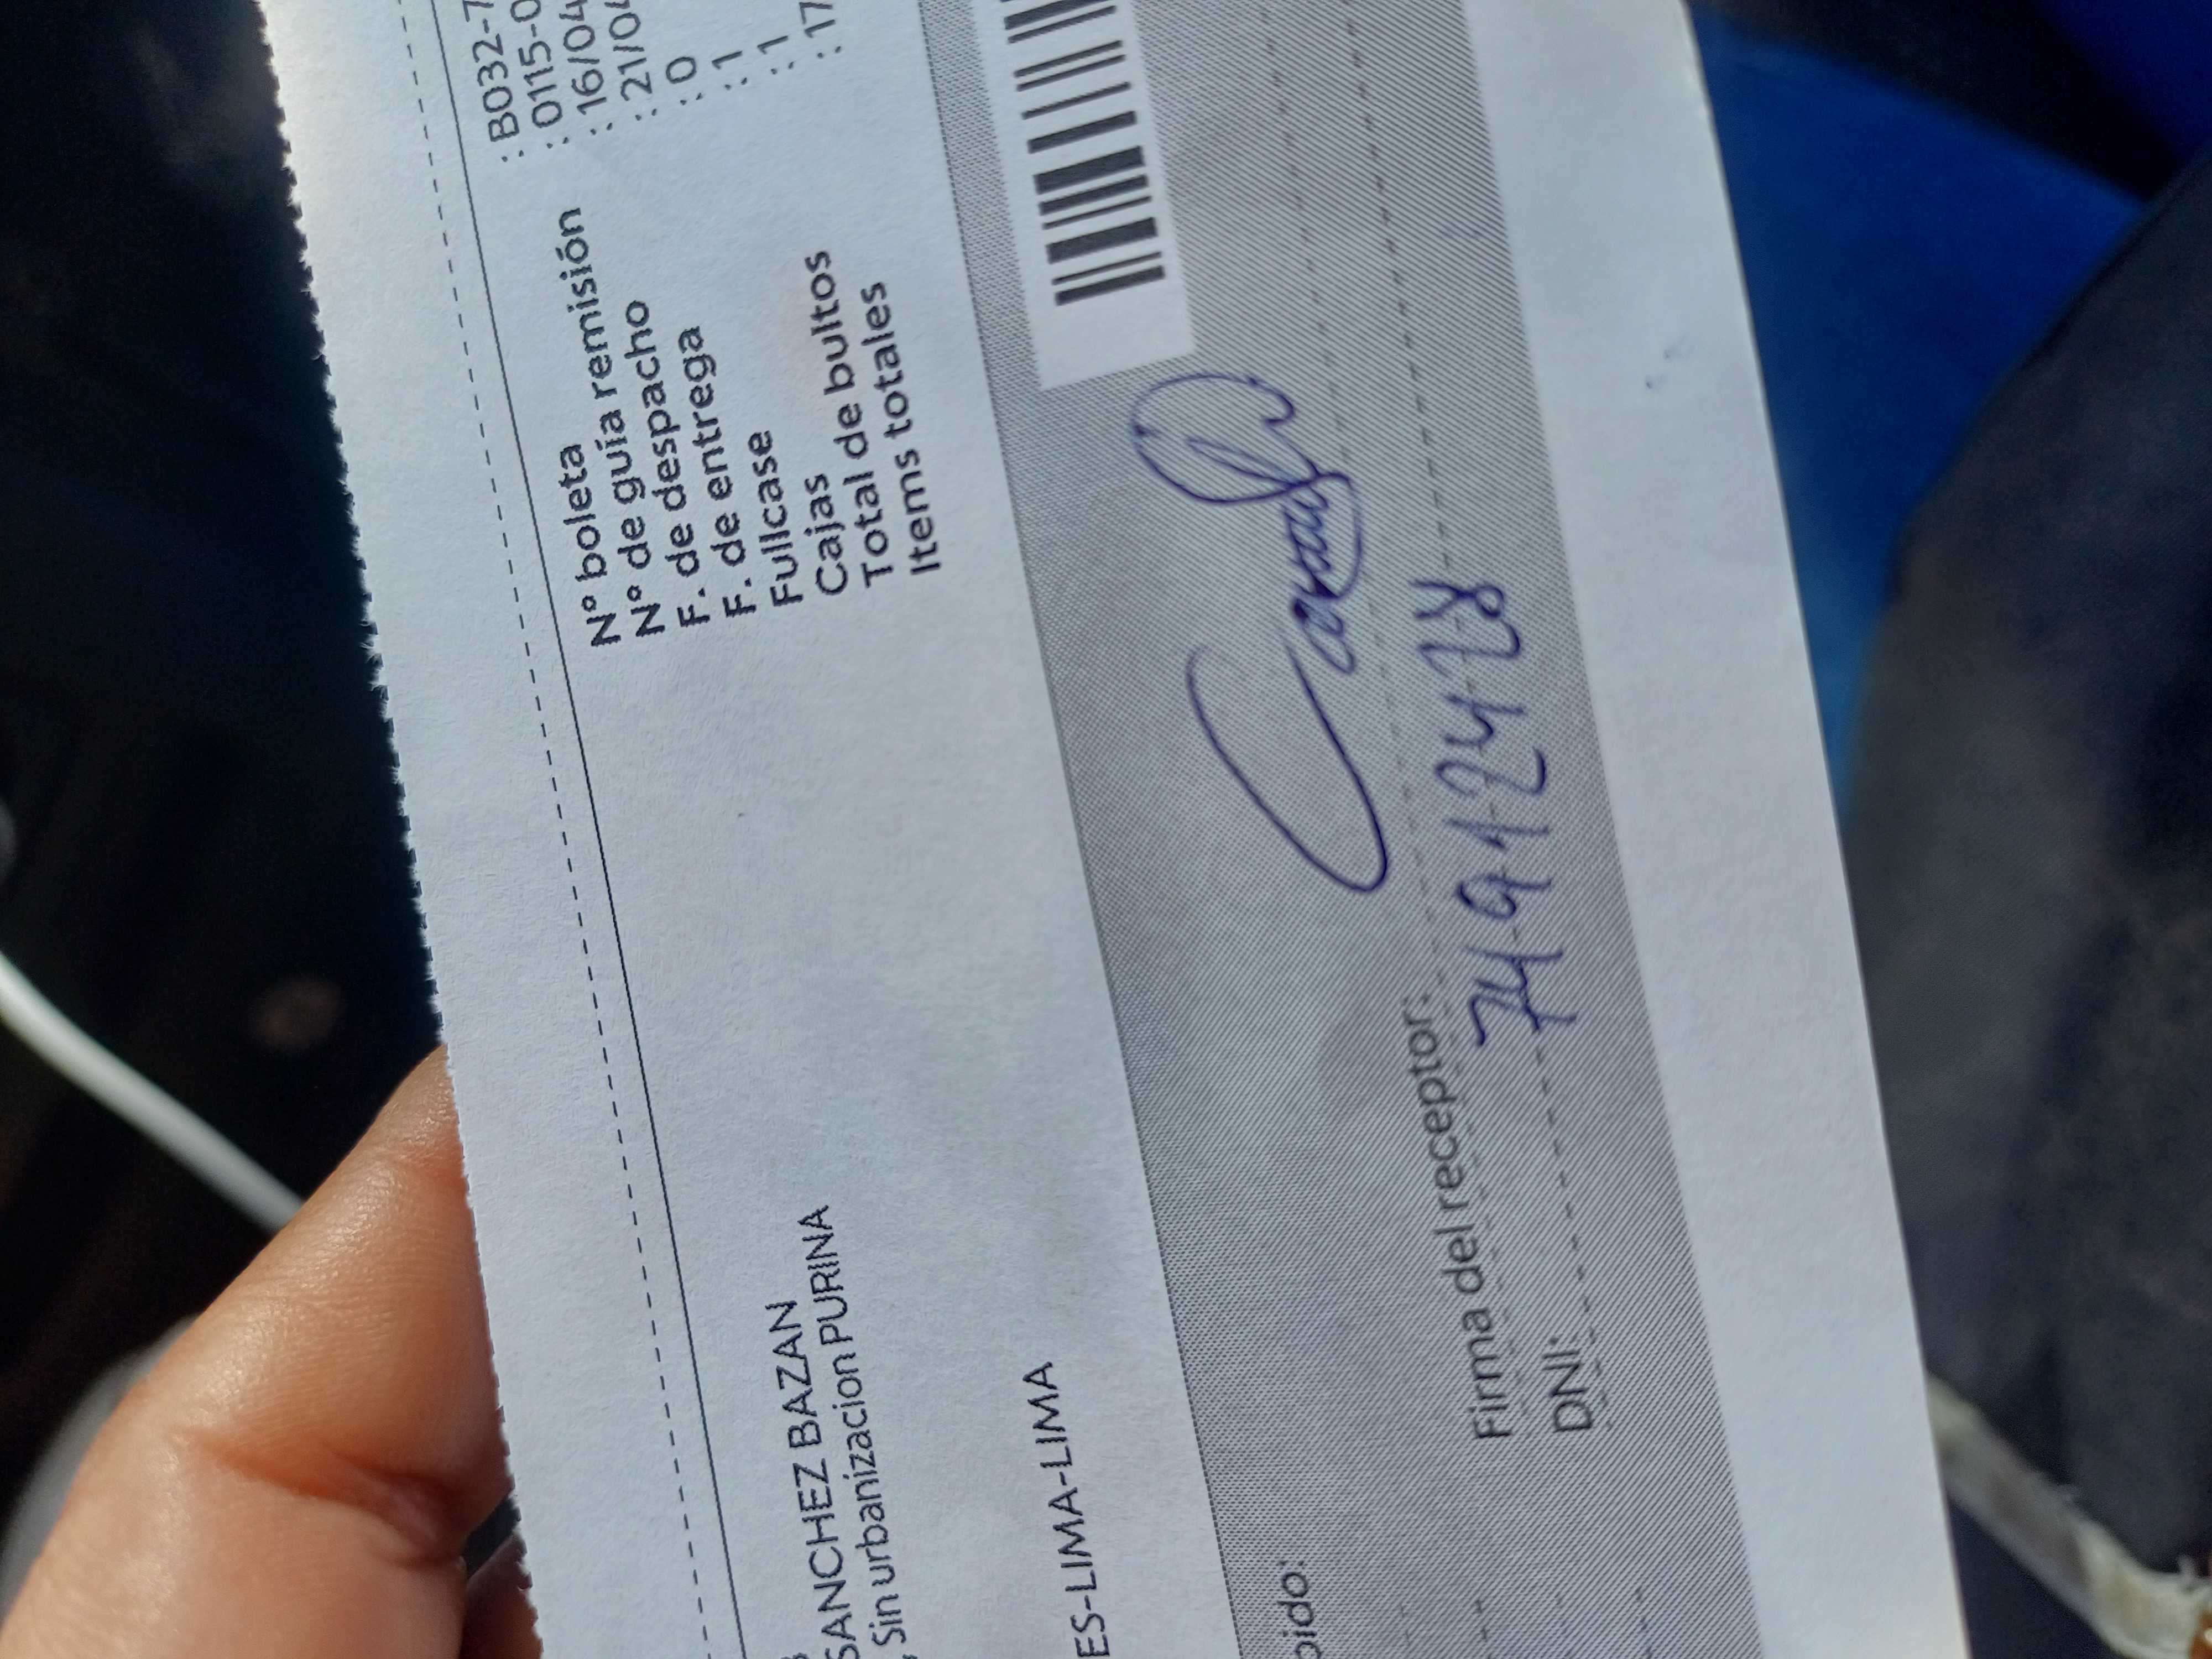 Nº boleta : B032-7
Nº de guía remisión : 0115-0
Nº de despacho : 16/04
F. de despacho : 21/04
F. de entrega : 0
Fullcase : 1
Cajas : 1
Total de bultos : 17
Items totales
SANCHEZ BAZAN
, Sin urbanizacion PURINA
ES-LIMA-LIMA
bido:
Firma del receptor:
DNI: 74912428